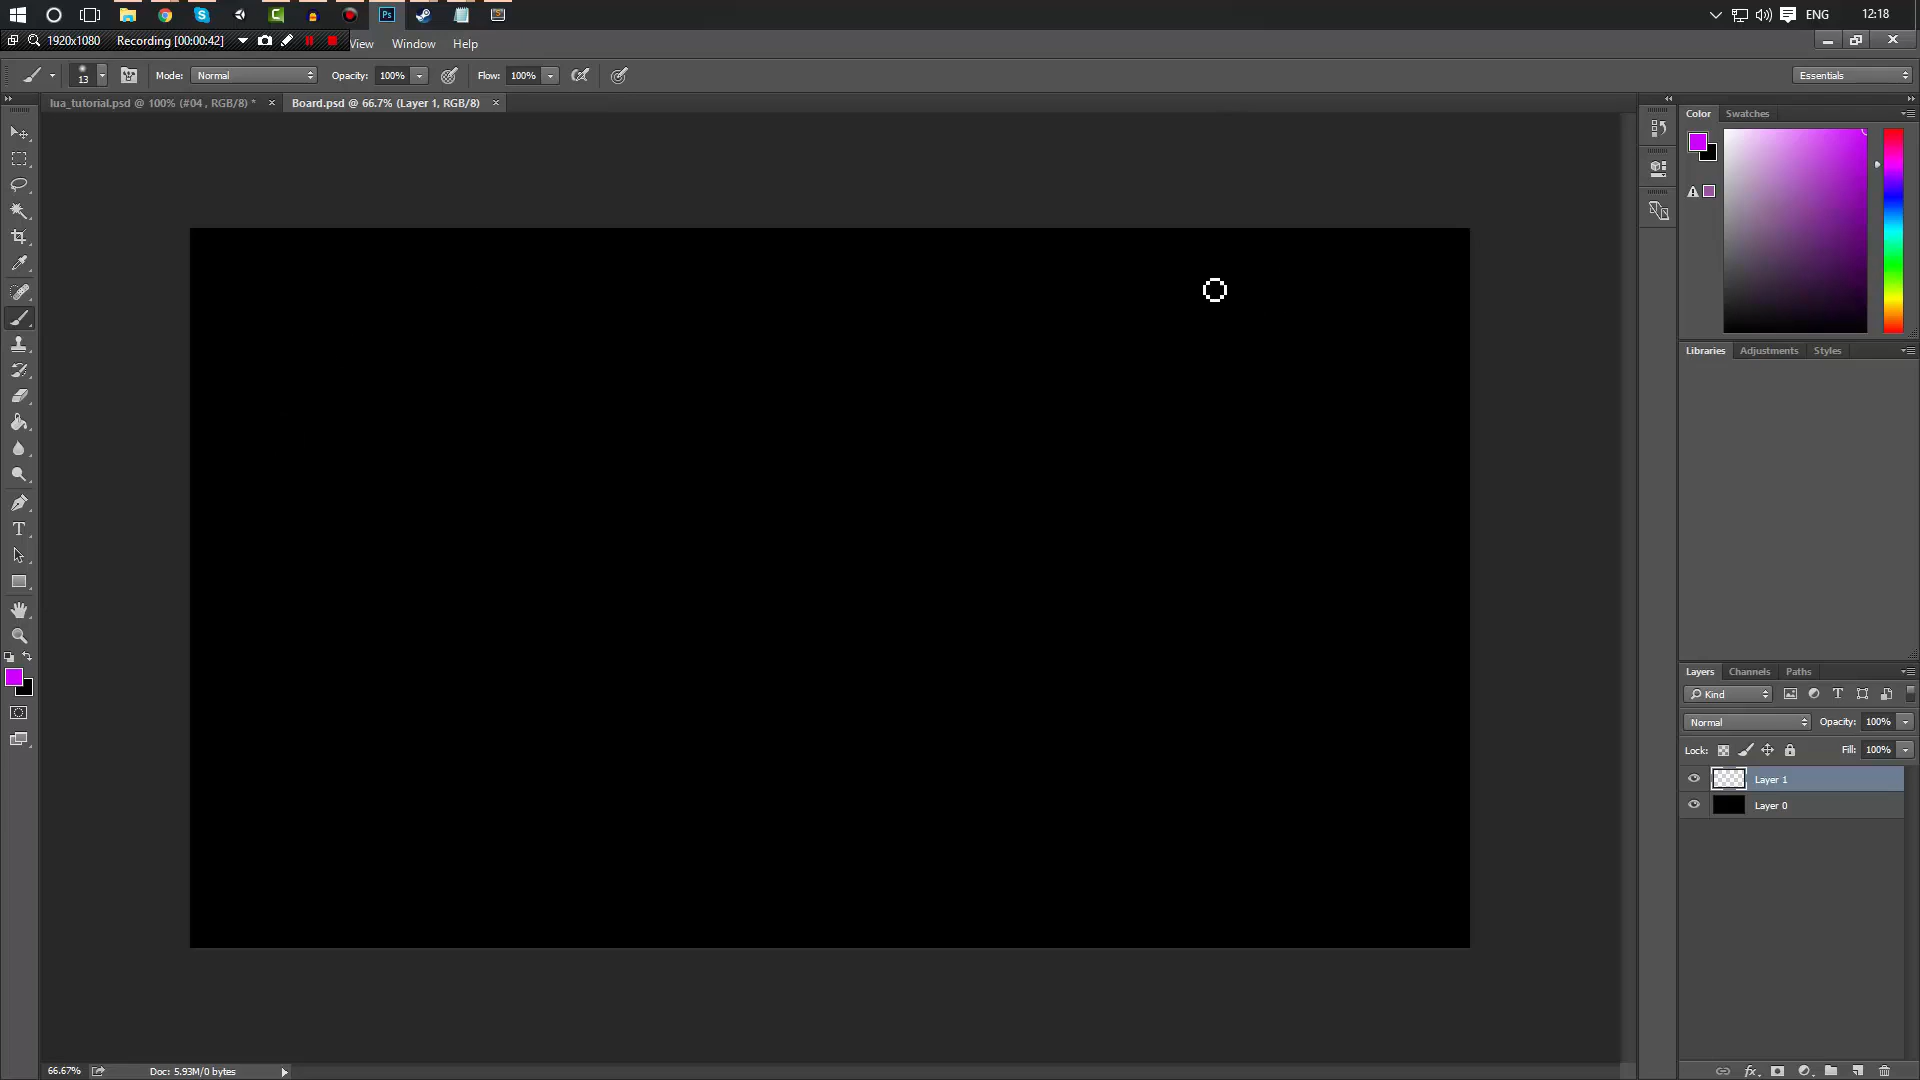 ENG 12:18
1920x1080 Recording [00:00:42] View Window Help
13 Mode: Normal Opacity: 100% Flow: 100% Essentials
lua_tutorial.psd @ 100% (#04 , RGB/8) * × Board.psd @ 66.7% (Layer 1, RGB/8) ×
Color Swatches
Libraries Adjustments Styles
Layers Channels Paths
Kind
Normal Opacity: 100%
Lock: Fill: 100%
Layer 1
Layer 0
66.67% Doc: 5.93M/0 bytes